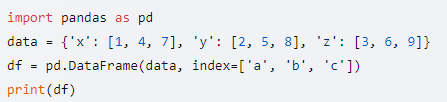 import pandas as pd
data = {'x': [1, 4, 7], 'y': [2, 5, 8], 'z': [3, 6, 9]}
df = pd.DataFrame(data, index=['a', 'b', 'c'])
print(df)